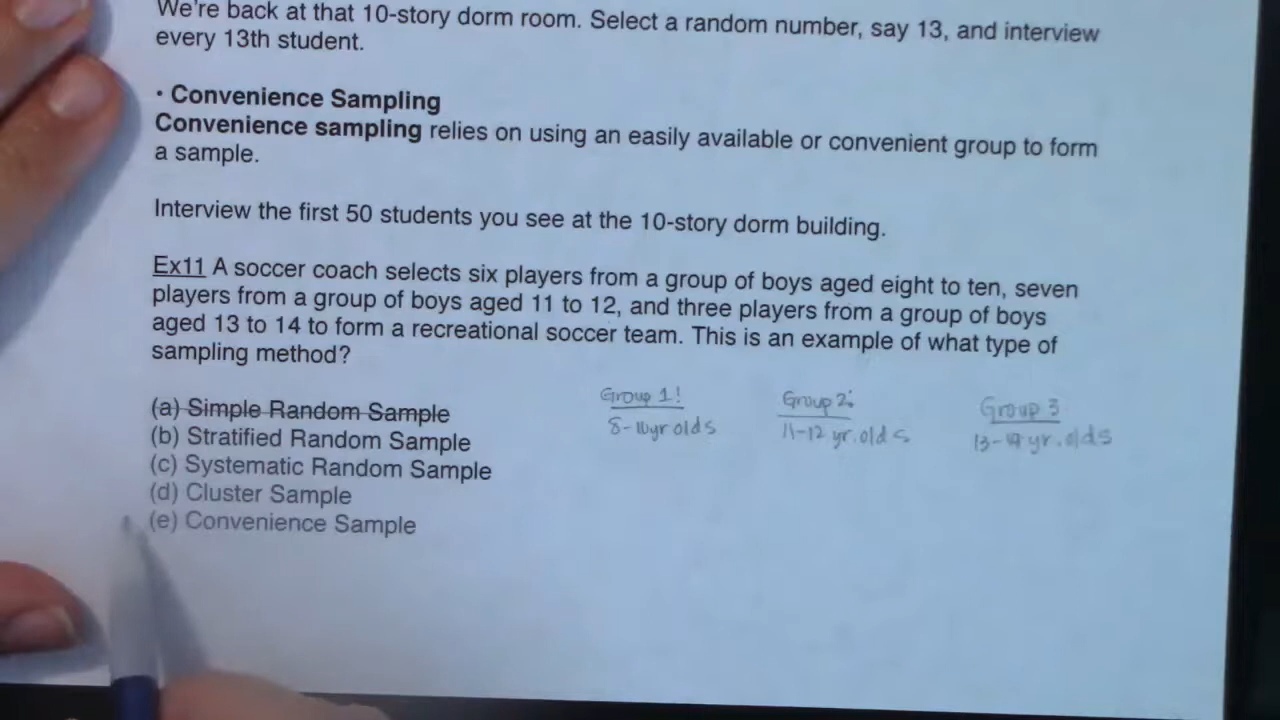 We're back at that 10-story dorm room. Select a random number, say 13, and interview
every 13th student.
· Convenience Sampling
Convenience sampling relies on using an easily available or convenient group to form
a sample.
Interview the first 50 students you see at the 10-story dorm building.
Ex11 A soccer coach selects six players from a group of boys aged eight to ten, seven
players from a group of boys aged 11 to 12, and three players from a group of boys
aged 13 to 14 to form a recreational soccer team. This is an example of what type of
sampling method?
(a) Simple Random Sample
(b) Stratified Random Sample
(c) Systematic Random Sample
(d) Cluster Sample
(e) Convenience Sample
Group 1:
8-10yr olds
Group 2:
11-12 yr. olds
Group 3
13-14 yr. olds